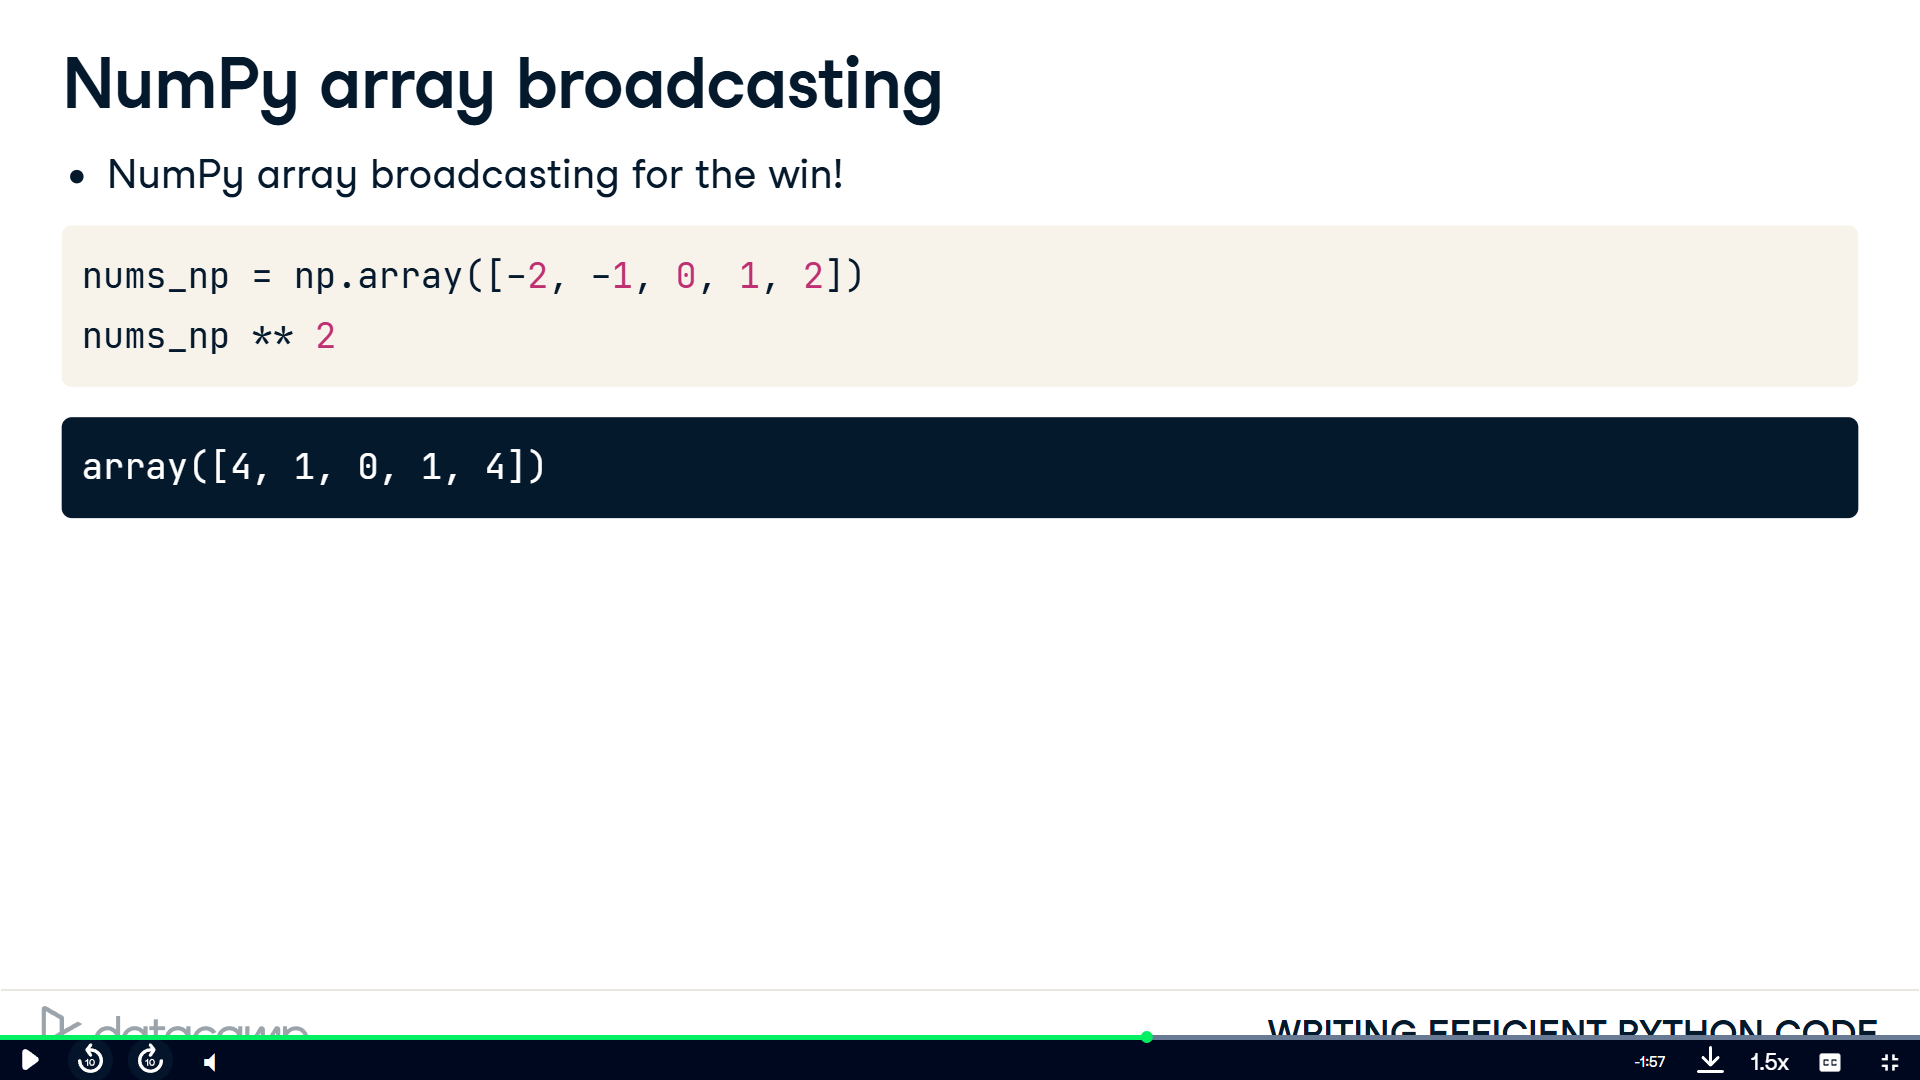 NumPy array broadcasting
• NumPy array broadcasting for the win!
nums_np = np.array([-2, -1, 0, 1, 2])
nums_np ** 2
array([4, 1, 0, 1, 4])
datacamp
WRITING EFFICIENT PYTHON CODE
10 10 -1:57 1.5x CC